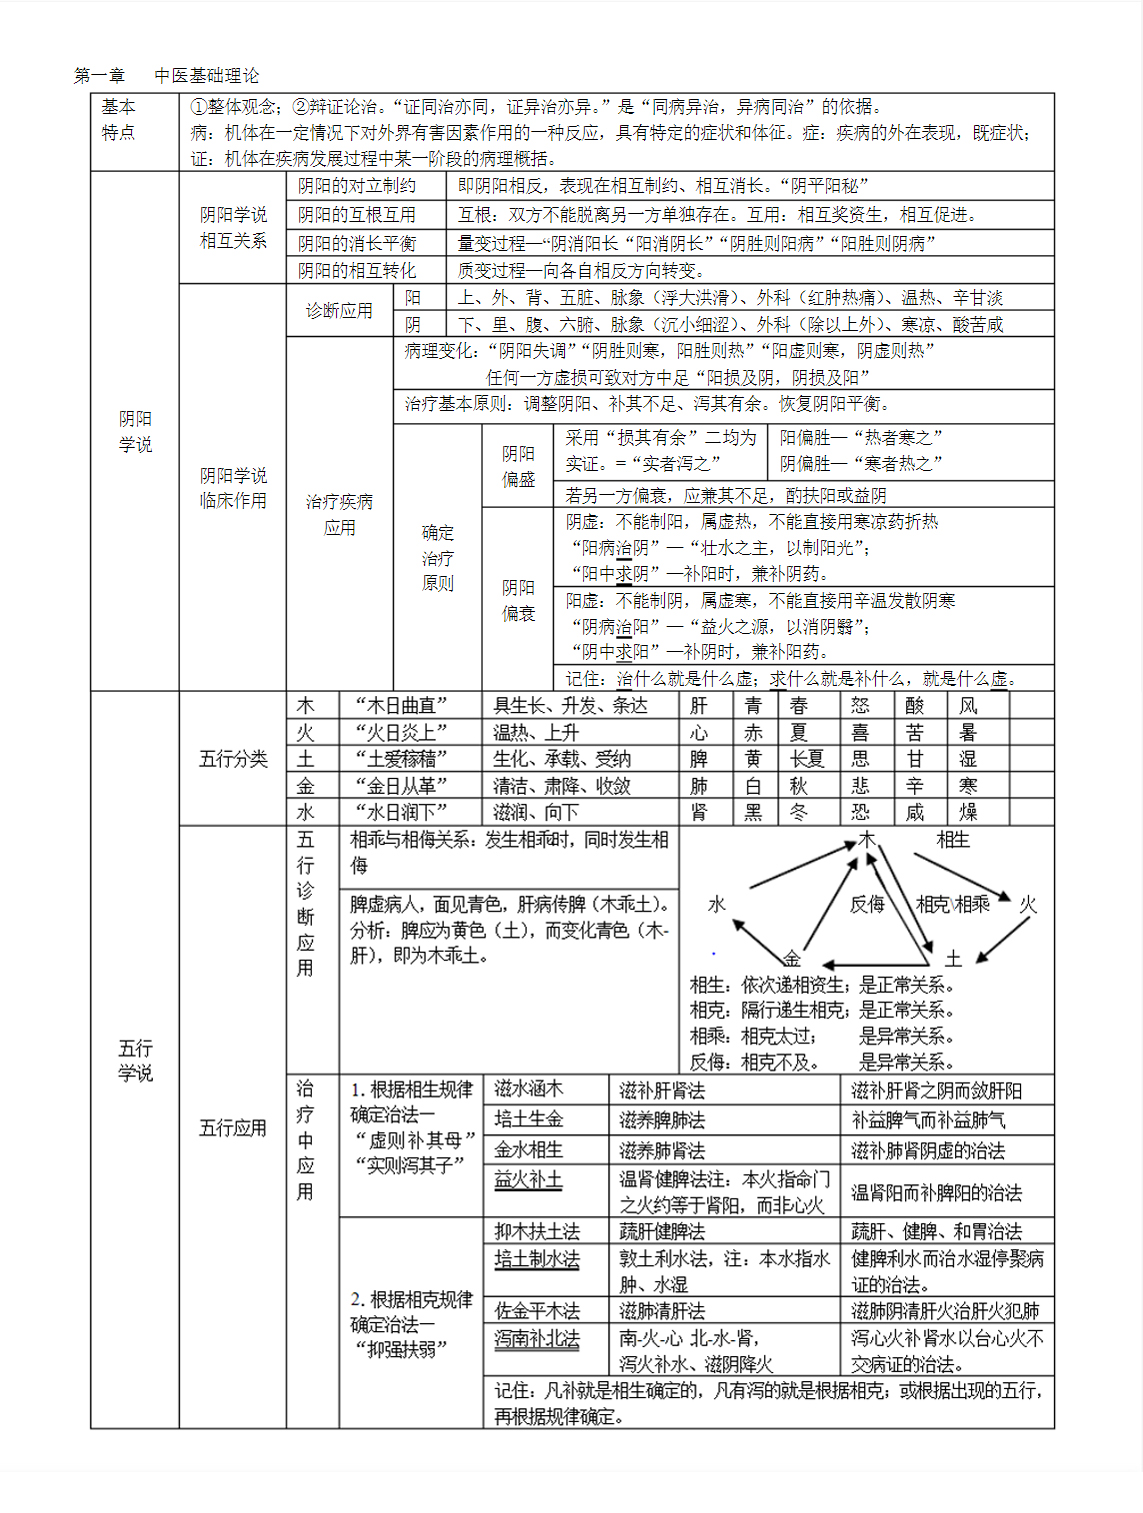 第一章 中医基础理论
基本
特点
①整体观念；②辩证论治。“证同治亦同，证异治亦异。”是“同病异治，异病同治”的依据。
病：机体在一定情况下对外界有害因素作用的一种反应，具有特定的症状和体征。症：疾病的外在表现，既症状；
证：机体在疾病发展过程中某一阶段的病理概括。
阴阳
学说
阴阳学说
相互关系
阴阳的对立制约
即阴阳相反，表现在相互制约、相互消长。“阴平阳秘”
阴阳的互根互用
互根：双方不能脱离另一方单独存在。互用：相互奖资生，相互促进。
阴阳的消长平衡
量变过程—“阴消阳长“阳消阴长”“阴胜则阳病”“阳胜则阴病”
阴阳的相互转化
质变过程—向各自相反方向转变。
阴阳学说
临床作用
诊断应用
阳
上、外、背、五脏、脉象（浮大洪滑）、外科（红肿热痛）、温热、辛甘淡
阴
下、里、腹、六腑、脉象（沉小细涩）、外科（除以上外）、寒凉、酸苦咸
治疗疾病
应用
病理变化：“阴阳失调”“阴胜则寒，阳胜则热”“阳虚则寒，阴虚则热”
任何一方虚损可致对方中足“阳损及阴，阴损及阳”
治疗基本原则：调整阴阳、补其不足、泻其有余。恢复阴阳平衡。
确定
治疗
原则
阴阳
偏盛
采用“损其有余”二均为
实证。=“实者泻之”
阳偏胜—“热者寒之”
阴偏胜—“寒者热之”
若另一方偏衰，应兼其不足，酌扶阳或益阴
阴阳
偏衰
阴虚：不能制阳，属虚热，不能直接用寒凉药折热
“阳病治阴”—“壮水之主，以制阳光”；
“阳中求阴”—补阳时，兼补阴药。
阳虚：不能制阴，属虚寒，不能直接用辛温发散阴寒
“阴病治阳”—“益火之源，以消阴翳”；
“阴中求阳”—补阴时，兼补阳药。
记住：治什么就是什么虚；求什么就是补什么，就是什么虚。
五行
学说
五行分类
木 “木日曲直” 具生长、升发、条达 肝 青 春 怒 酸 风
火 “火日炎上” 温热、上升 心 赤 夏 喜 苦 暑
土 “土爱稼穑” 生化、承载、受纳 脾 黄 长夏 思 甘 湿
金 “金日从革” 清洁、肃降、收敛 肺 白 秋 悲 辛 寒
水 “水日润下” 滋润、向下 肾 黑 冬 恐 咸 燥
五行应用
五
行
诊
断
应
用
相乘与相侮关系：发生相乘时，同时发生相
侮
脾虚病人，面见青色，肝病传脾（木乖土）。
分析：脾应为黄色（土），而变化青色（木-
肝），即为木乖土。
木 相生
水 反侮 相克\相乘 火
金 土
相生：依次递相资生；是正常关系。
相克：隔行递生相克；是正常关系。
相乘：相克太过； 是异常关系。
反侮：相克不及。 是异常关系。
治
疗
中
应
用
1.根据相生规律
确定治法—
“虚则补其母”
“实则泻其子”
滋水涵木
滋补肝肾法
滋补肝肾之阴而敛肝阳
培土生金
滋养脾肺法
补益脾气而补益肺气
金水相生
滋养肺肾法
滋补肺肾阴虚的治法
益火补土
温肾健脾法注：本火指命门
之火约等于肾阳，而非心火
温肾阳而补脾阳的治法
2.根据相克规律
确定治法—
“抑强扶弱”
抑木扶土法
蔬肝健脾法
蔬肝、健脾、和胃治法
培土制水法
敦土利水法，注：本水指水
肿、水湿
健脾利水而治水湿停聚病
证的治法。
佐金平木法
滋肺清肝法
滋肺阴清肝火治肝火犯肺
泻南补北法
南-火-心 北-水-肾，
泻火补水、滋阴降火
泻心火补肾水以台心火不
交病证的治法。
记住：凡补就是相生确定的，凡有泻的就是根据相克；或根据出现的五行，
再根据规律确定。